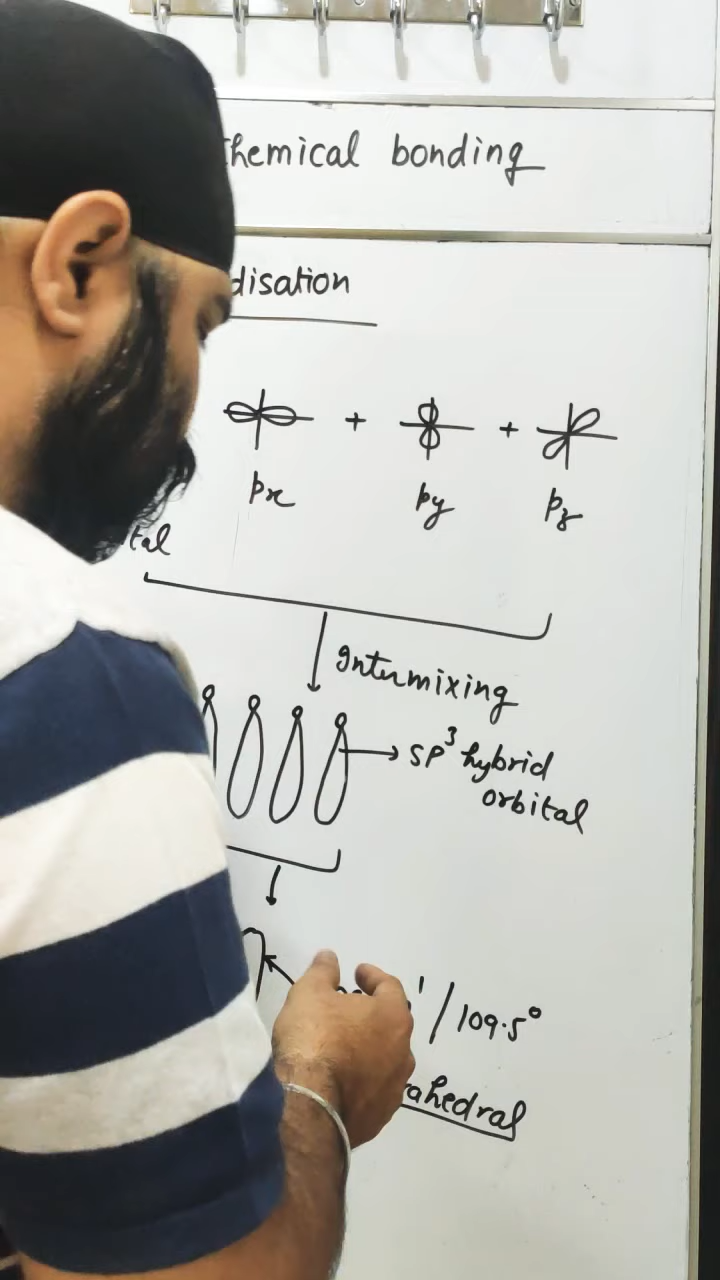 hemical bonding
disation
+ +
px py pz
tal
Intermixing
SP³ hybrid
orbital
' / 109.5°
ahedral